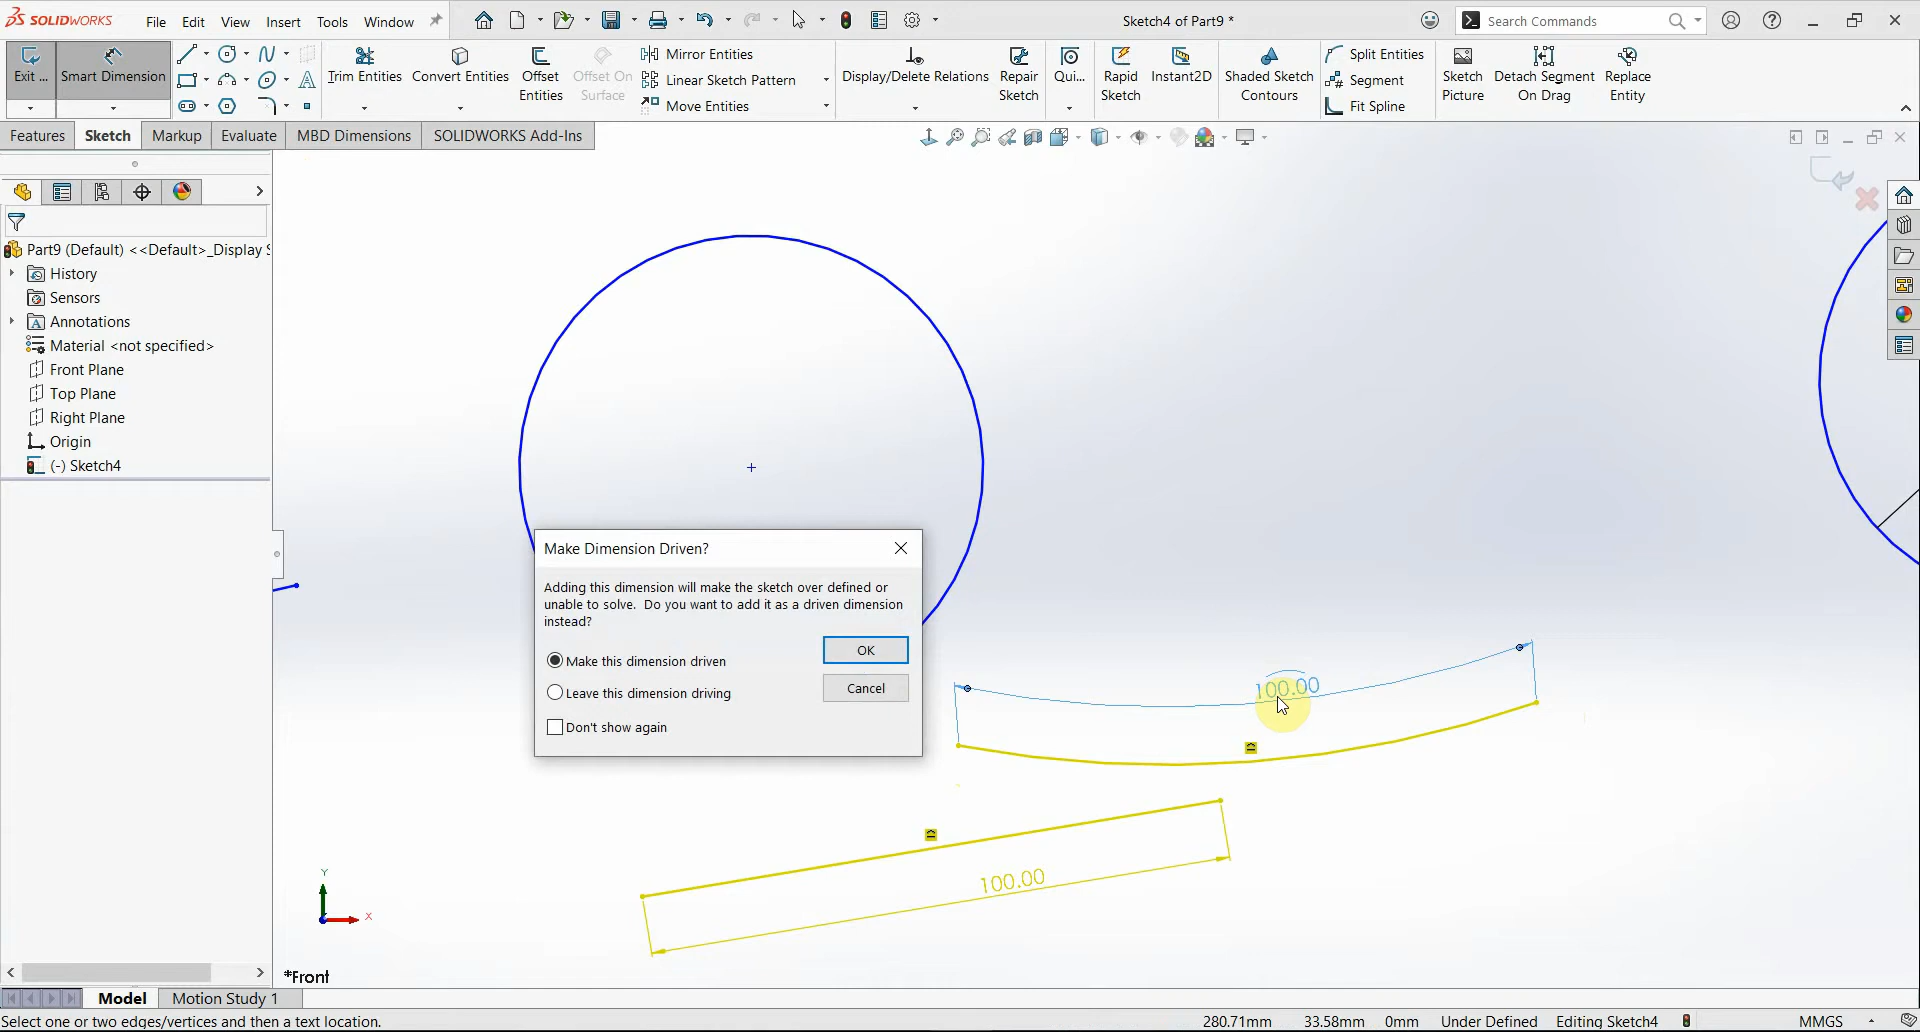 SOLIDWORKS File Edit View Insert Tools Window Sketch4 of Part9 * Search Commands
Exit ... Smart Dimension Trim Entities Convert Entities Offset Entities Offset On Surface Mirror Entities Linear Sketch Pattern Move Entities Display/Delete Relations Repair Sketch Qui... Rapid Sketch Instant2D Shaded Sketch Contours Split Entities Segment Fit Spline Sketch Picture Detach Segment On Drag Replace Entity
Features Sketch Markup Evaluate MBD Dimensions SOLIDWORKS Add-Ins
Part9 (Default) <<Default>_Display S
History
Sensors
Annotations
Material <not specified>
Front Plane
Top Plane
Right Plane
Origin
(-) Sketch4
Make Dimension Driven?
Adding this dimension will make the sketch over defined or
unable to solve. Do you want to add it as a driven dimension
instead?
OK
Make this dimension driven
Cancel
Leave this dimension driving
Don't show again
100.00
100.00
Y
X
*Front
Model Motion Study 1
Select one or two edges/vertices and then a text location. 280.71mm 33.58mm 0mm Under Defined Editing Sketch4 MMGS